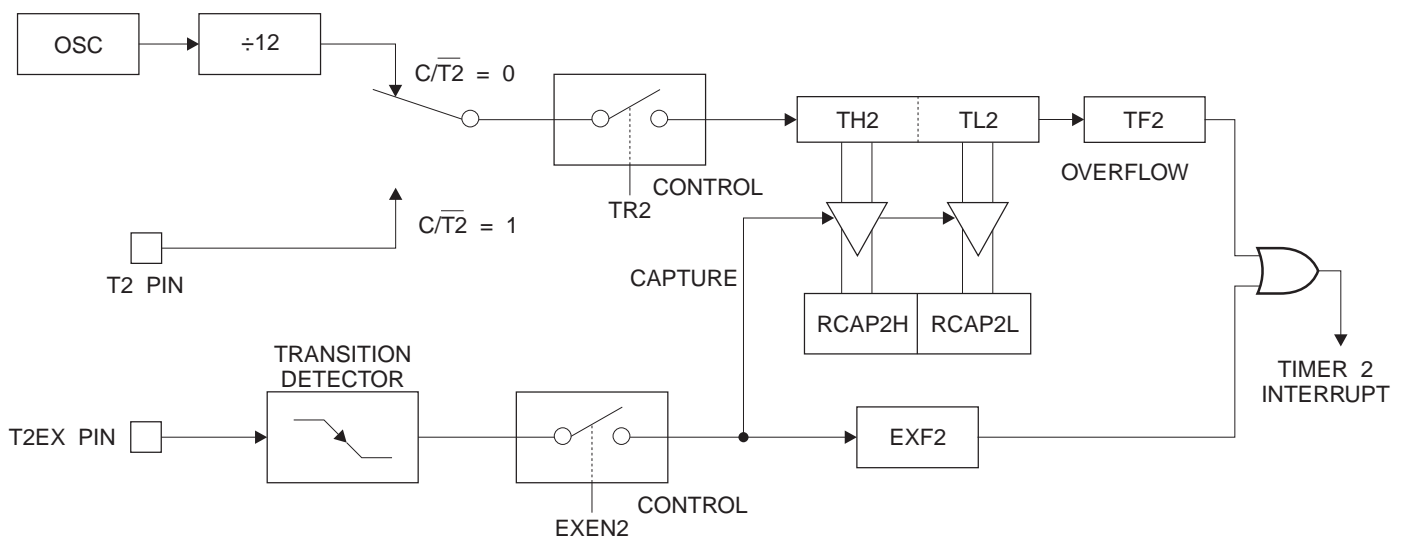 OSC
÷12
C/T2̅ = 0
TH2
TL2
TF2
OVERFLOW
CONTROL
TR2
C/T2̅ = 1
T2 PIN
CAPTURE
RCAP2H
RCAP2L
TRANSITION
DETECTOR
TIMER 2
INTERRUPT
T2EX PIN
EXF2
CONTROL
EXEN2